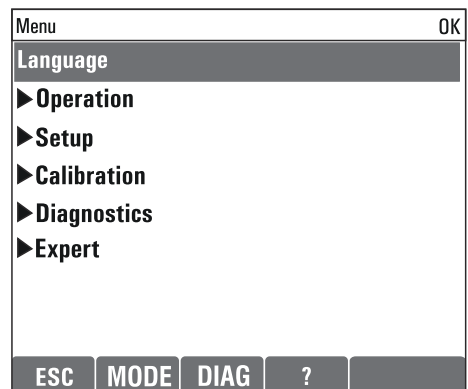 Menu OK
Language
▶Operation
▶Setup
▶Calibration
▶Diagnostics
▶Expert
ESC MODE DIAG ?